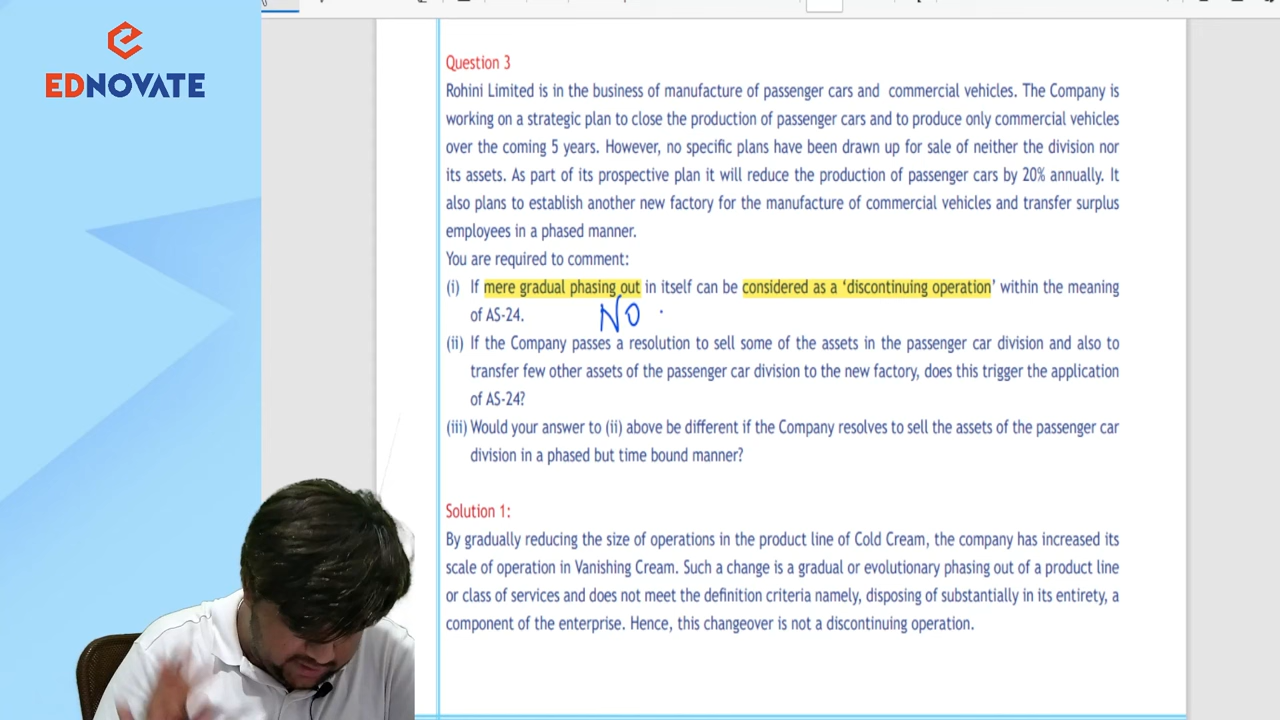 EDNOVATE
Question 3
Rohini Limited is in the business of manufacture of passenger cars and commercial vehicles. The Company is
working on a strategic plan to close the production of passenger cars and to produce only commercial vehicles
over the coming 5 years. However, no specific plans have been drawn up for sale of neither the division nor
its assets. As part of its prospective plan it will reduce the production of passenger cars by 20% annually. It
also plans to establish another new factory for the manufacture of commercial vehicles and transfer surplus
employees in a phased manner.
You are required to comment:
(i) If mere gradual phasing out in itself can be considered as a ‘discontinuing operation’ within the meaning
of AS-24.
NO
(ii) If the Company passes a resolution to sell some of the assets in the passenger car division and also to
transfer few other assets of the passenger car division to the new factory, does this trigger the application
of AS-24?
(iii) Would your answer to (ii) above be different if the Company resolves to sell the assets of the passenger car
division in a phased but time bound manner?
Solution 1:
By gradually reducing the size of operations in the product line of Cold Cream, the company has increased its
scale of operation in Vanishing Cream. Such a change is a gradual or evolutionary phasing out of a product line
or class of services and does not meet the definition criteria namely, disposing of substantially in its entirety, a
component of the enterprise. Hence, this changeover is not a discontinuing operation.